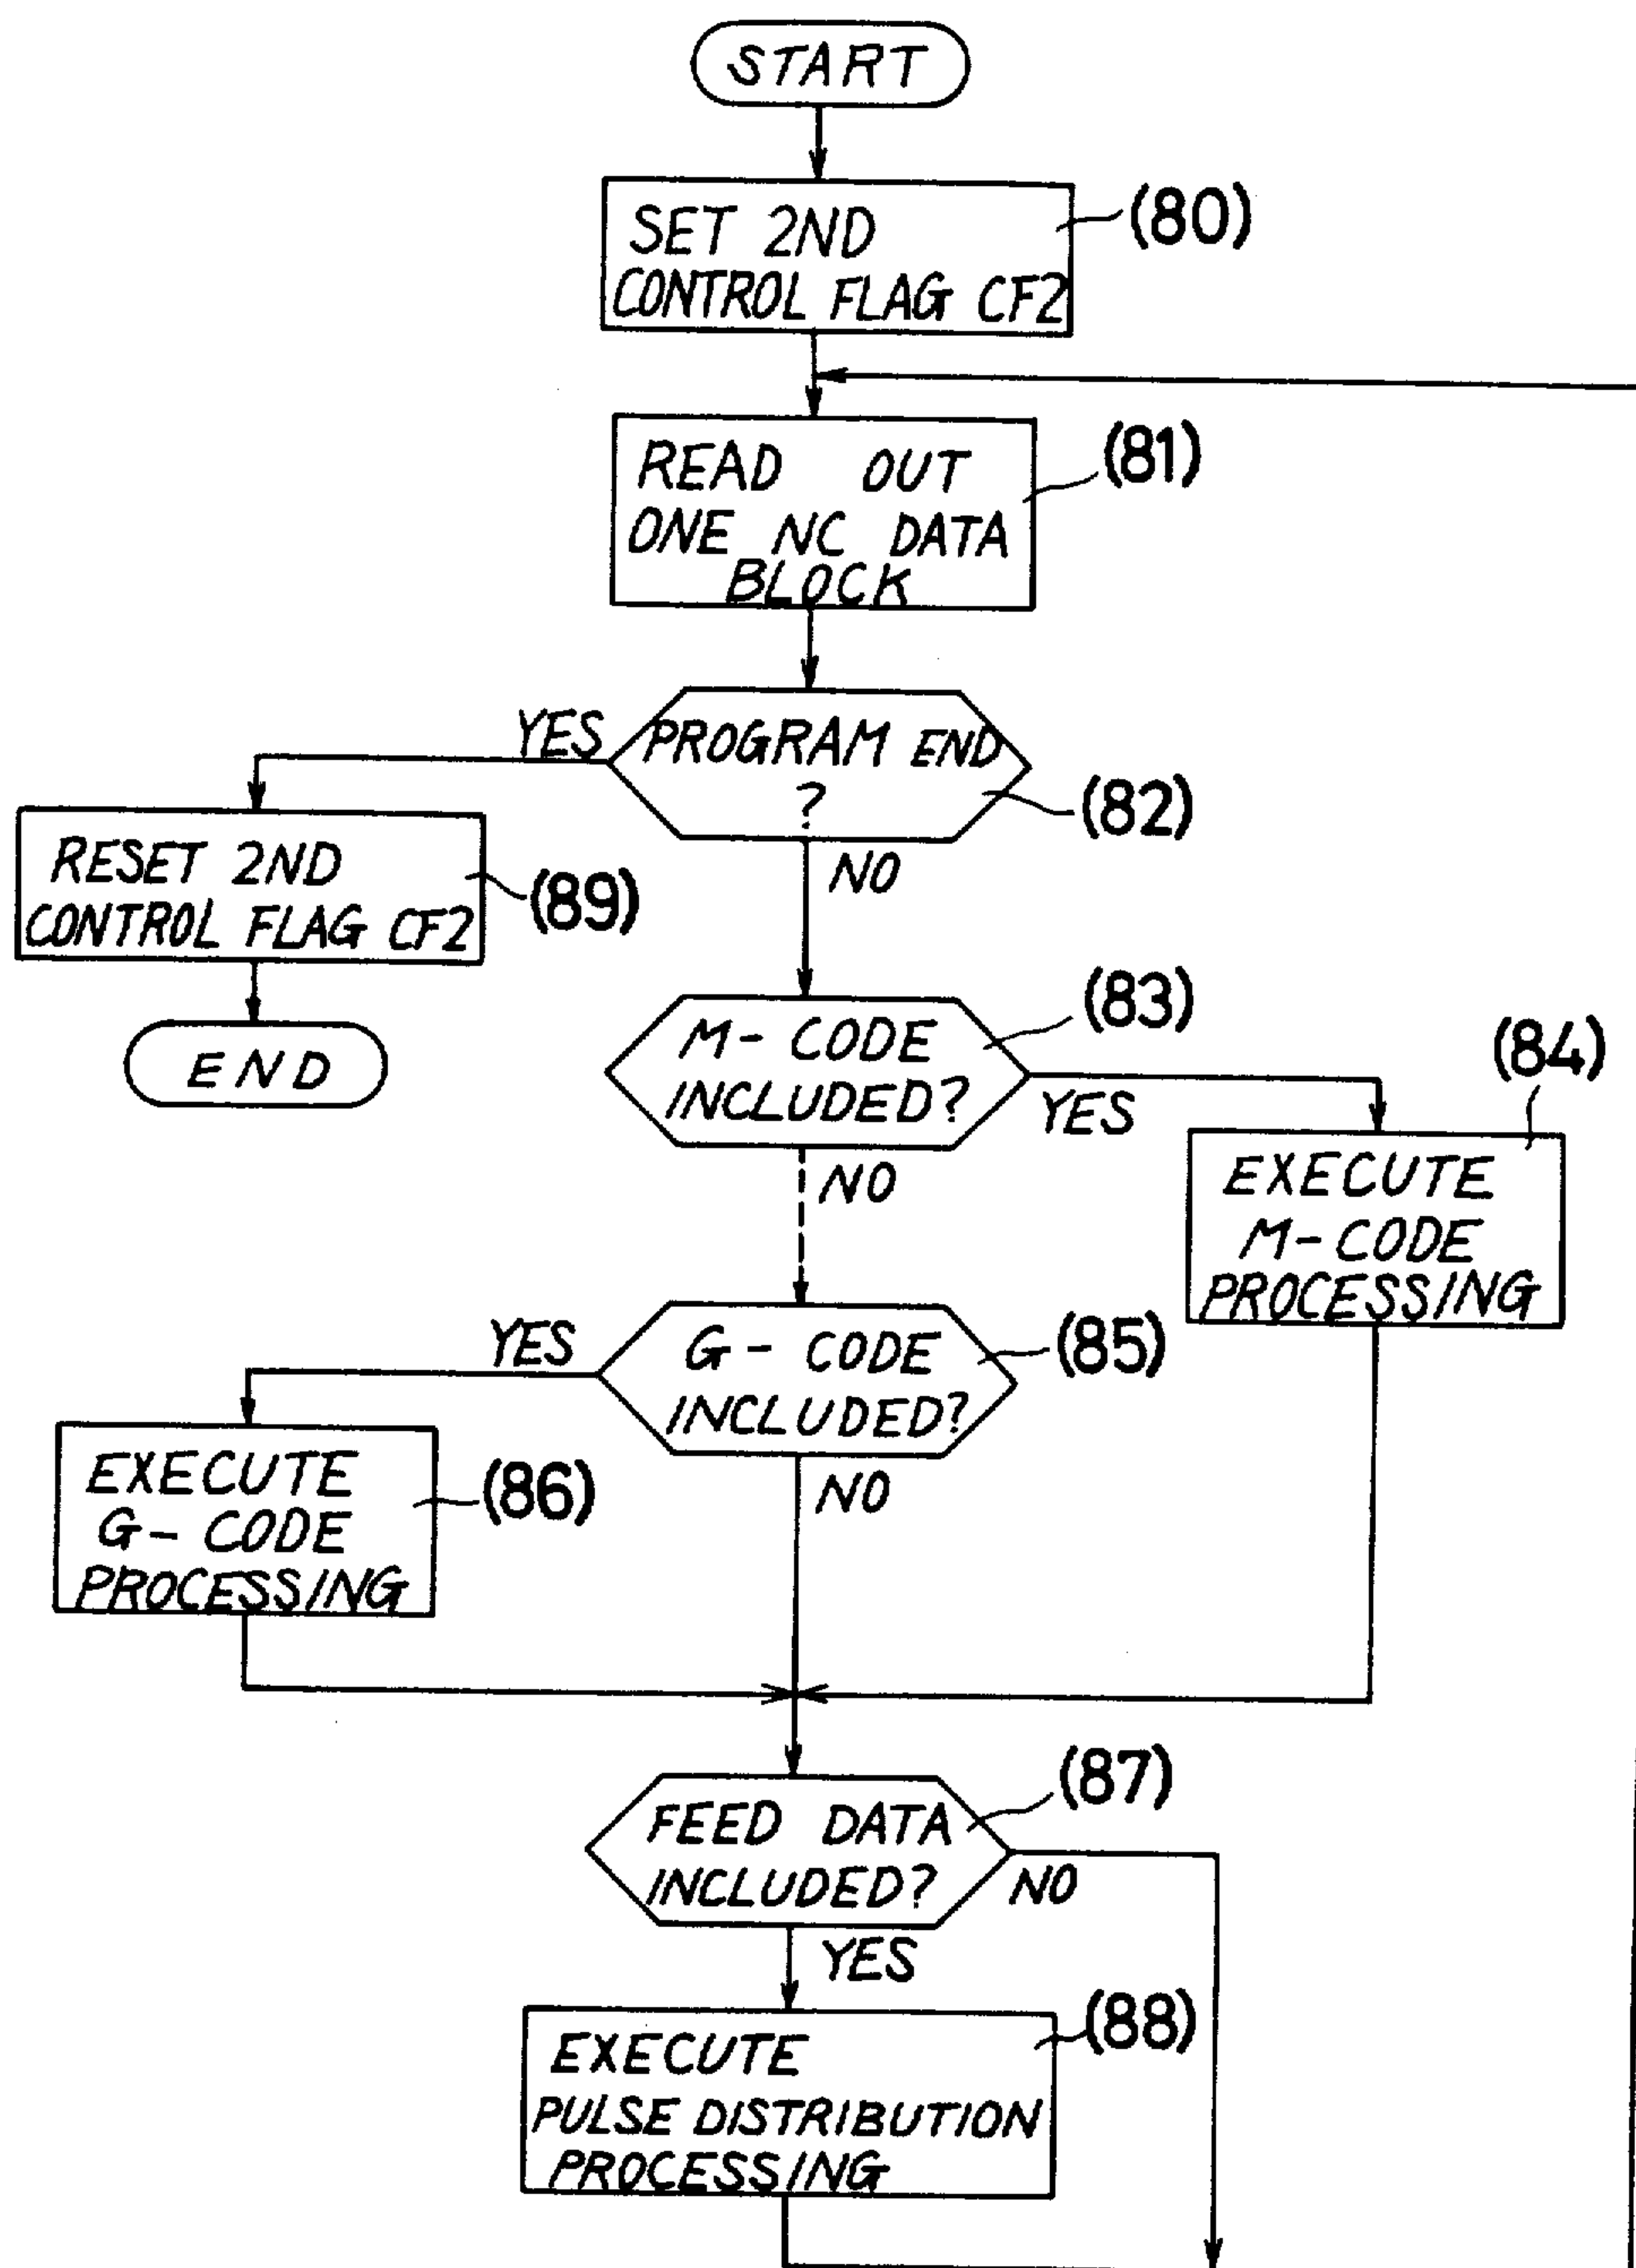 START
SET 2ND
CONTROL FLAG CF2
(80)
READ OUT
ONE NC DATA
BLOCK
(81)
YES
PROGRAM END
?
(82)
NO
RESET 2ND
CONTROL FLAG CF2
(89)
END
M-CODE
INCLUDED?
(83)
YES
NO
(84)
EXECUTE
M-CODE
PROCESSING
YES
G-CODE
INCLUDED?
(85)
NO
EXECUTE
G-CODE
PROCESSING
(86)
FEED DATA
INCLUDED?
(87)
NO
YES
EXECUTE
PULSE DISTRIBUTION
PROCESSING
(88)